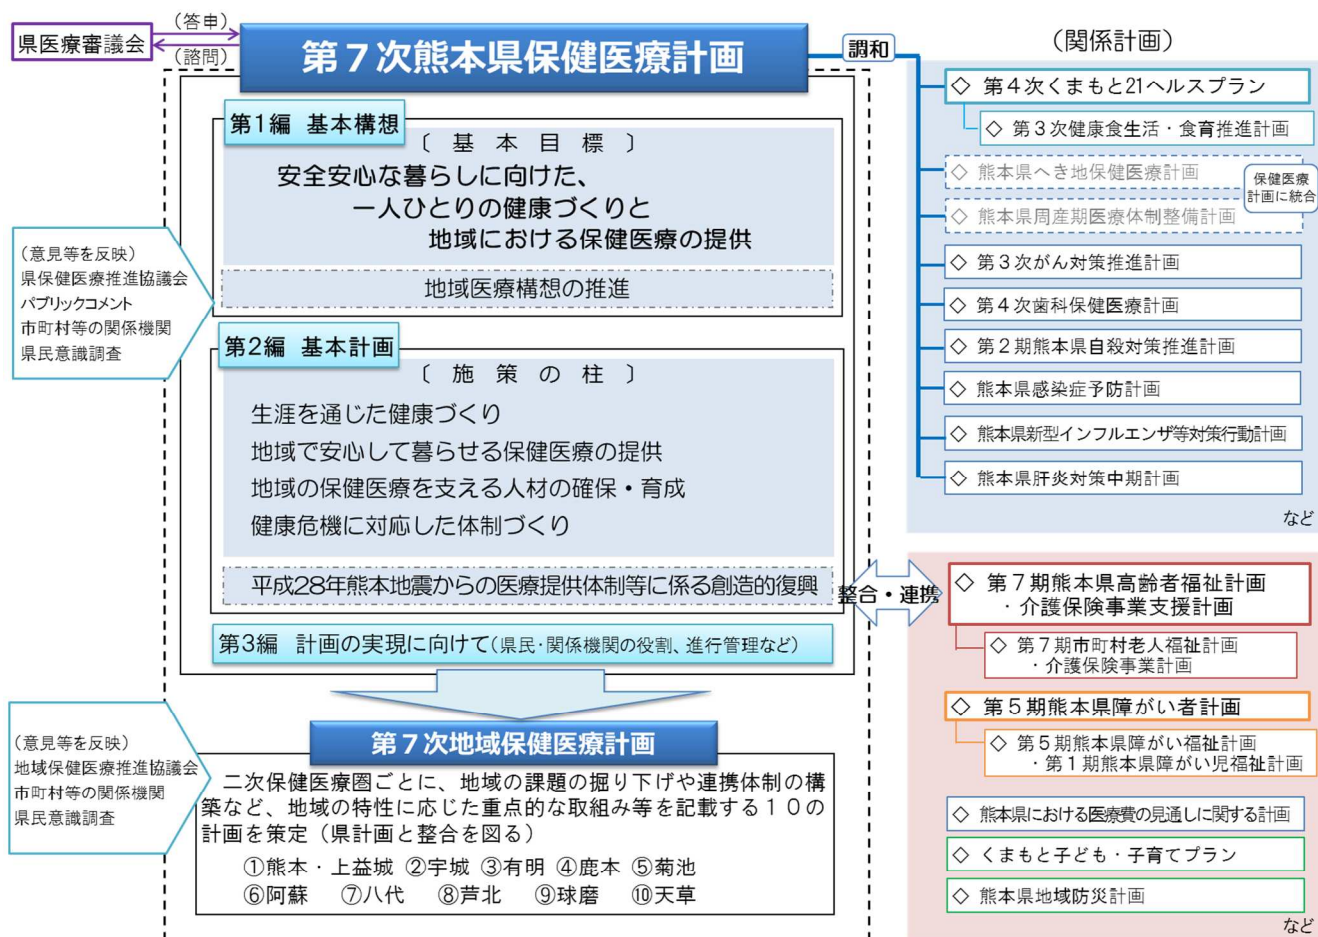 県医療審議会
（答申）
（諮問）
第７次熊本県保健医療計画
調和
（関係計画）
第1編 基本構想
〔 基 本 目 標 〕
安全安心な暮らしに向けた、
一人ひとりの健康づくりと
地域における保健医療の提供
地域医療構想の推進
（意見等を反映）
県保健医療推進協議会
パブリックコメント
市町村等の関係機関
県民意識調査
第2編 基本計画
〔 施 策 の 柱 〕
生涯を通じた健康づくり
地域で安心して暮らせる保健医療の提供
地域の保健医療を支える人材の確保・育成
健康危機に対応した体制づくり
平成28年熊本地震からの医療提供体制等に係る創造的復興
第3編 計画の実現に向けて(県民･関係機関の役割、進行管理など)
整合・連携
第７次地域保健医療計画
二次保健医療圏ごとに、地域の課題の掘り下げや連携体制の構
築など、地域の特性に応じた重点的な取組み等を記載する１０の
計画を策定（県計画と整合を図る）
①熊本・上益城 ②宇城 ③有明 ④鹿本 ⑤菊池
⑥阿蘇 ⑦八代 ⑧芦北 ⑨球磨 ⑩天草
（意見等を反映）
地域保健医療推進協議会
市町村等の関係機関
県民意識調査
◇ 第４次くまもと21ヘルスプラン
◇ 第３次健康食生活・食育推進計画
◇ 熊本県へき地保健医療計画
◇ 熊本県周産期医療体制整備計画
保健医療
計画に統合
◇ 第３次がん対策推進計画
◇ 第４次歯科保健医療計画
◇ 第２期熊本県自殺対策推進計画
◇ 熊本県感染症予防計画
◇ 熊本県新型インフルエンザ等対策行動計画
◇ 熊本県肝炎対策中期計画
など
◇ 第７期熊本県高齢者福祉計画
・介護保険事業支援計画
◇ 第７期市町村老人福祉計画
・介護保険事業計画
◇ 第５期熊本県障がい者計画
◇ 第５期熊本県障がい福祉計画
・第１期熊本県障がい児福祉計画
◇ 熊本県における医療費の見通しに関する計画
◇ くまもと子ども・子育てプラン
◇ 熊本県地域防災計画
など